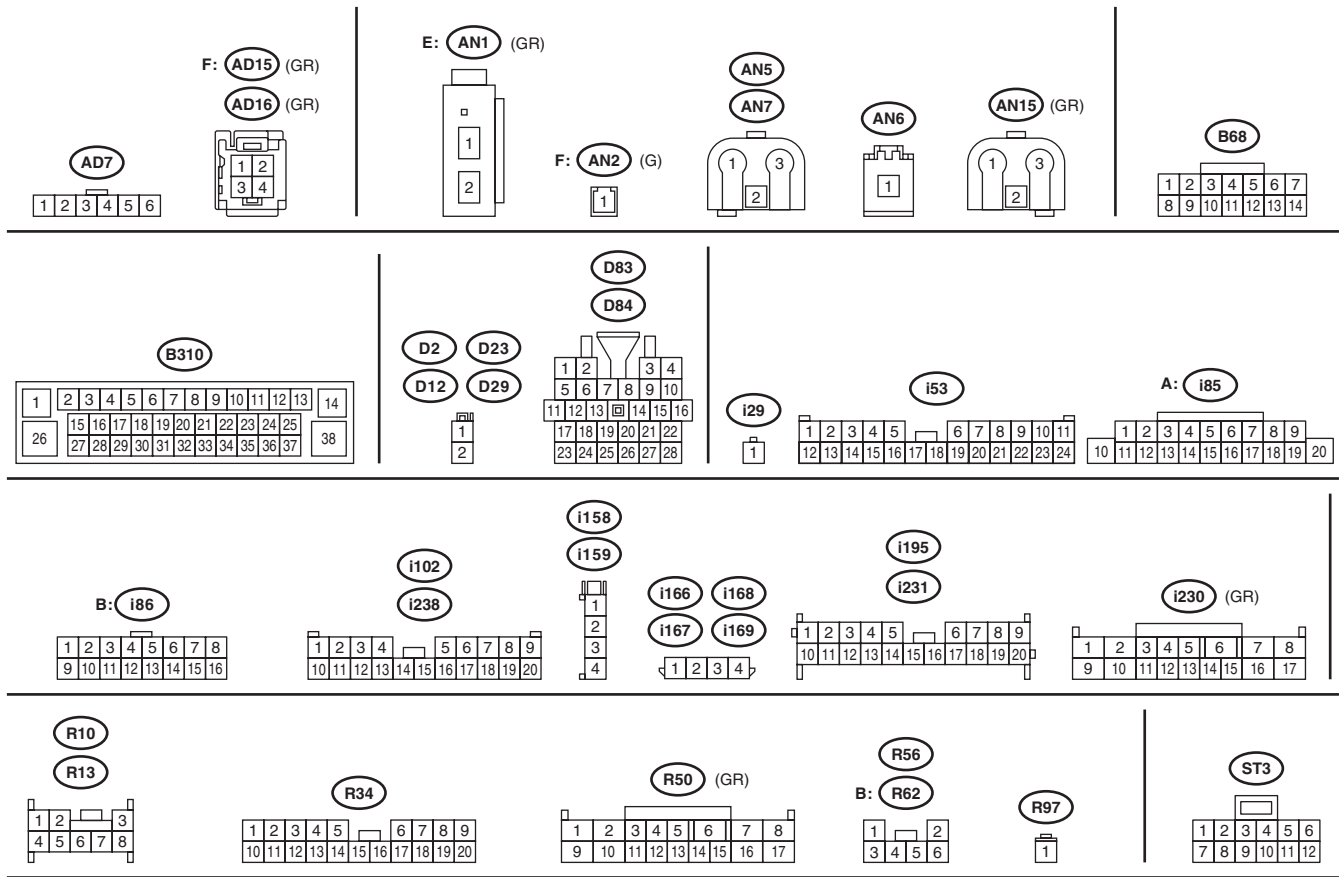 AD7
1 2 3 4 5 6
F: AD15 (GR)
AD16 (GR)
1 2
3 4
E: AN1 (GR)
1
2
F: AN2 (G)
1
AN5
AN7
1 3
2
AN6
1
AN15 (GR)
1 3
2
B68
1 2 3 4 5 6 7
8 9 10 11 12 13 14
B310
1 2 3 4 5 6 7 8 9 10 11 12 13 14
15 16 17 18 19 20 21 22 23 24 25
26 27 28 29 30 31 32 33 34 35 36 37 38
D2 D23
D12 D29
1
2
D83
D84
1 2 3 4
5 6 7 8 9 10
11 12 13 14 15 16
17 18 19 20 21 22
23 24 25 26 27 28
i29
1
i53
1 2 3 4 5 6 7 8 9 10 11
12 13 14 15 16 17 18 19 20 21 22 23 24
A: i85
1 2 3 4 5 6 7 8 9
10 11 12 13 14 15 16 17 18 19 20
B: i86
1 2 3 4 5 6 7 8
9 10 11 12 13 14 15 16
i102
i238
1 2 3 4 5 6 7 8 9
10 11 12 13 14 15 16 17 18 19 20
i158
i159
1
2
3
4
i166 i168
i167 i169
1 2 3 4
i195
i231
1 2 3 4 5 6 7 8 9
10 11 12 13 14 15 16 17 18 19 20
i230 (GR)
1 2 3 4 5 6 7 8
9 10 11 12 13 14 15 16 17
R10
R13
1 2 3
4 5 6 7 8
R34
1 2 3 4 5 6 7 8 9
10 11 12 13 14 15 16 17 18 19 20
R50 (GR)
1 2 3 4 5 6 7 8
9 10 11 12 13 14 15 16 17
R56
B: R62
1 2
3 4 5 6
R97
1
ST3
1 2 3 4 5 6
7 8 9 10 11 12